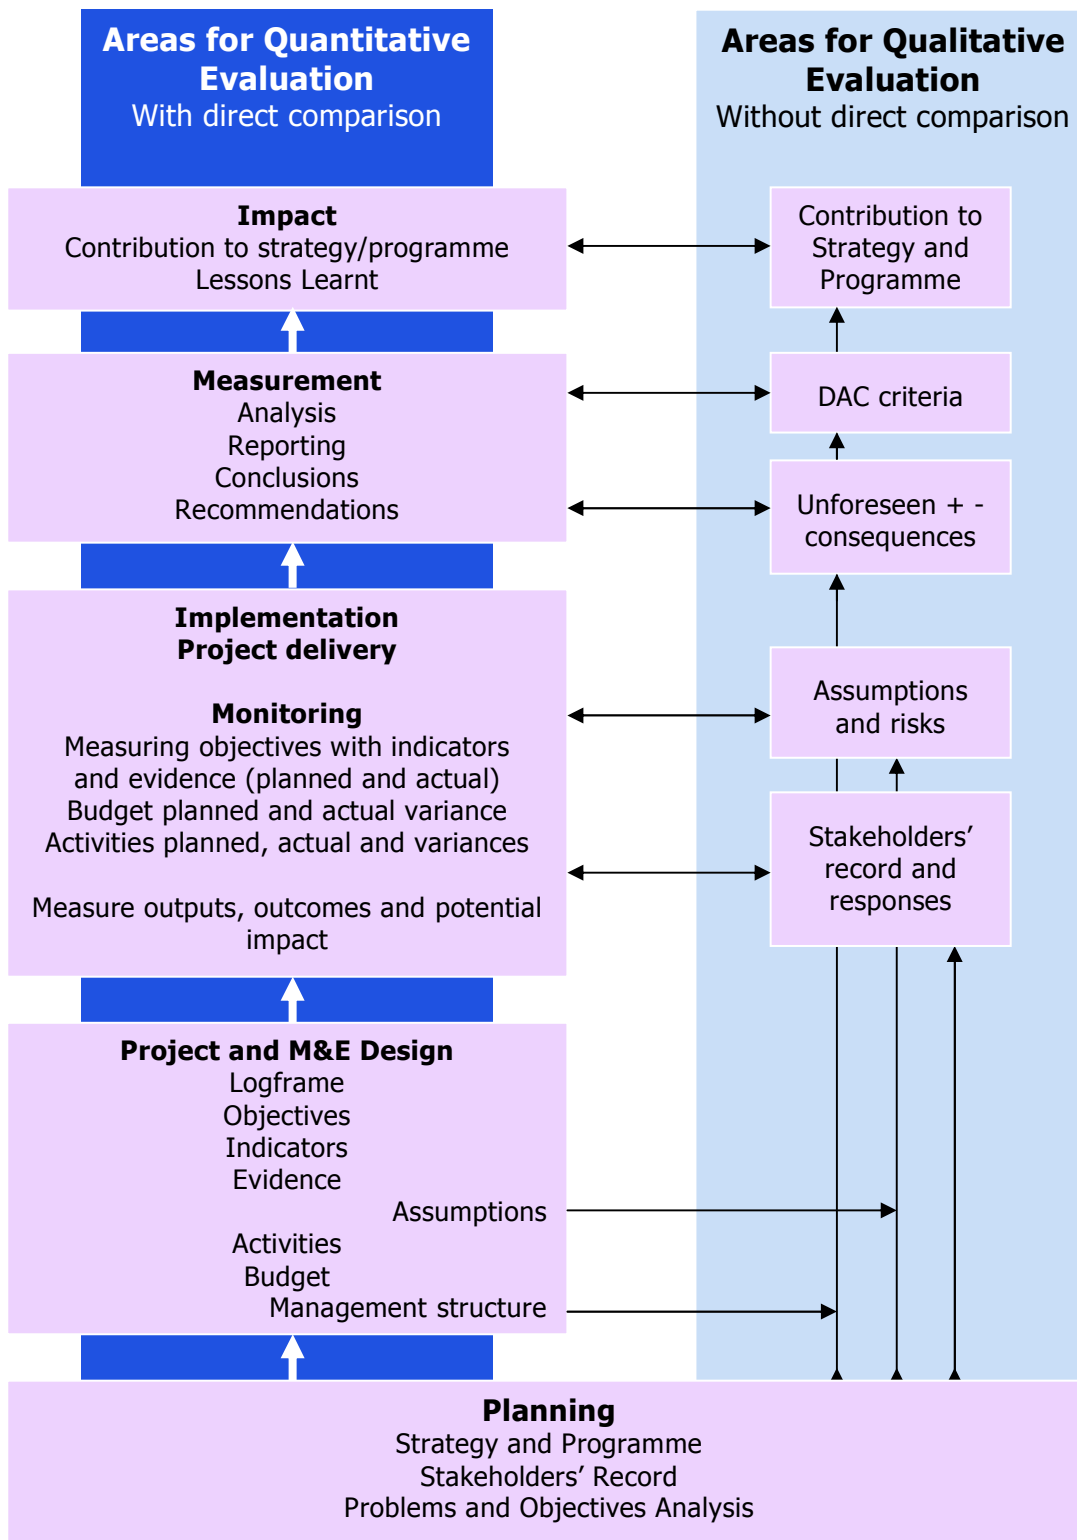 Areas for Quantitative
Evaluation
With direct comparison
Areas for Qualitative
Evaluation
Without direct comparison
Impact
Contribution to strategy/programme
Lessons Learnt
Contribution to
Strategy and
Programme
Measurement
Analysis
Reporting
Conclusions
Recommendations
DAC criteria
Unforeseen + -
consequences
Implementation
Project delivery
Monitoring
Measuring objectives with indicators
and evidence (planned and actual)
Budget planned and actual variance
Activities planned, actual and variances
Measure outputs, outcomes and potential
impact
Assumptions
and risks
Stakeholders’
record and
responses
Project and M&E Design
Logframe
Objectives
Indicators
Evidence
Assumptions
Activities
Budget
Management structure
Planning
Strategy and Programme
Stakeholders’ Record
Problems and Objectives Analysis